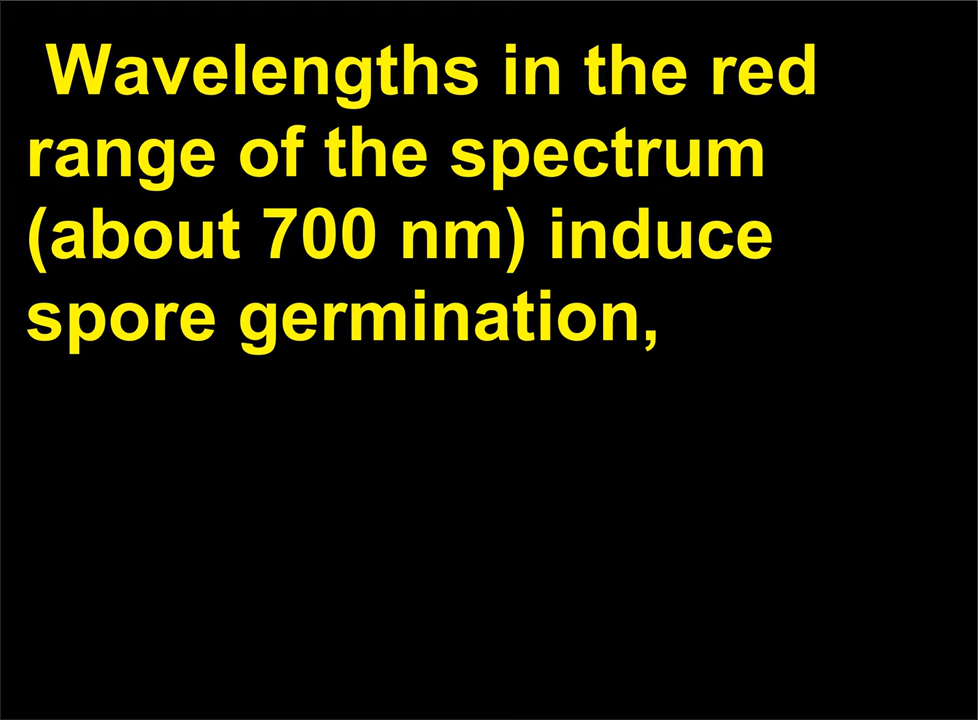 Wavelengths in the red
range of the spectrum
(about 700 nm) induce
spore germination,